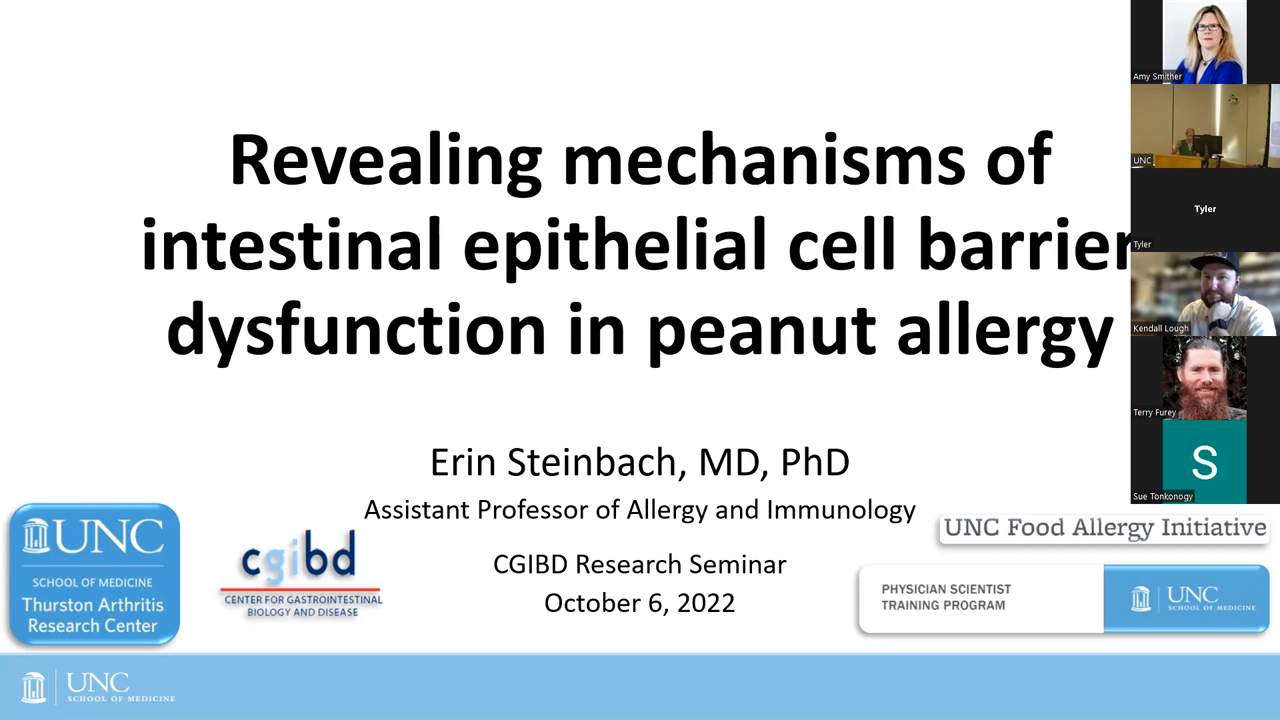 Revealing mechanisms of
intestinal epithelial cell barrier
dysfunction in peanut allergy
Erin Steinbach, MD, PhD
Assistant Professor of Allergy and Immunology
CGIBD Research Seminar
October 6, 2022
UNC
SCHOOL OF MEDICINE
Thurston Arthritis
Research Center
cgibd
CENTER FOR GASTROINTESTINAL
BIOLOGY AND DISEASE
UNC Food Allergy Initiative
PHYSICIAN SCIENTIST
TRAINING PROGRAM
UNC
SCHOOL OF MEDICINE
UNC
SCHOOL OF MEDICINE
Amy Smither
UNC
Tyler
Tyler
Kendall Lough
Terry Furey
S
Sue Tonkonogy